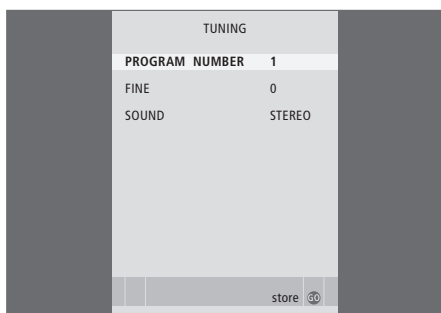 TUNING
PROGRAM NUMBER 1
FINE 0
SOUND STEREO
store GO